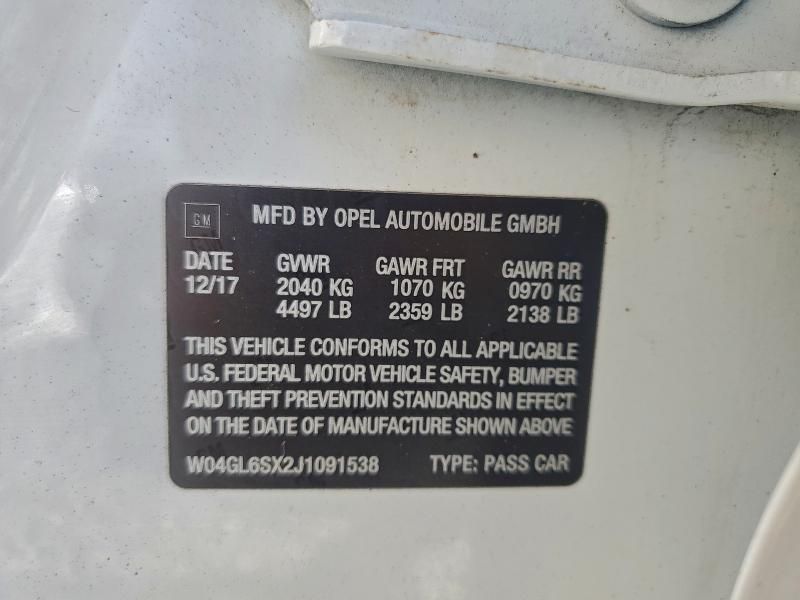 GM
MFD BY OPEL AUTOMOBILE GMBH
DATE GVWR GAWR FRT GAWR RR
12/17 2040 KG 1070 KG 0970 KG
4497 LB 2359 LB 2138 LB
THIS VEHICLE CONFORMS TO ALL APPLICABLE
U.S. FEDERAL MOTOR VEHICLE SAFETY, BUMPER
AND THEFT PREVENTION STANDARDS IN EFFECT
ON THE DATE OF MANUFACTURE SHOWN ABOVE
W04GL6SX2J1091538 TYPE: PASS CAR